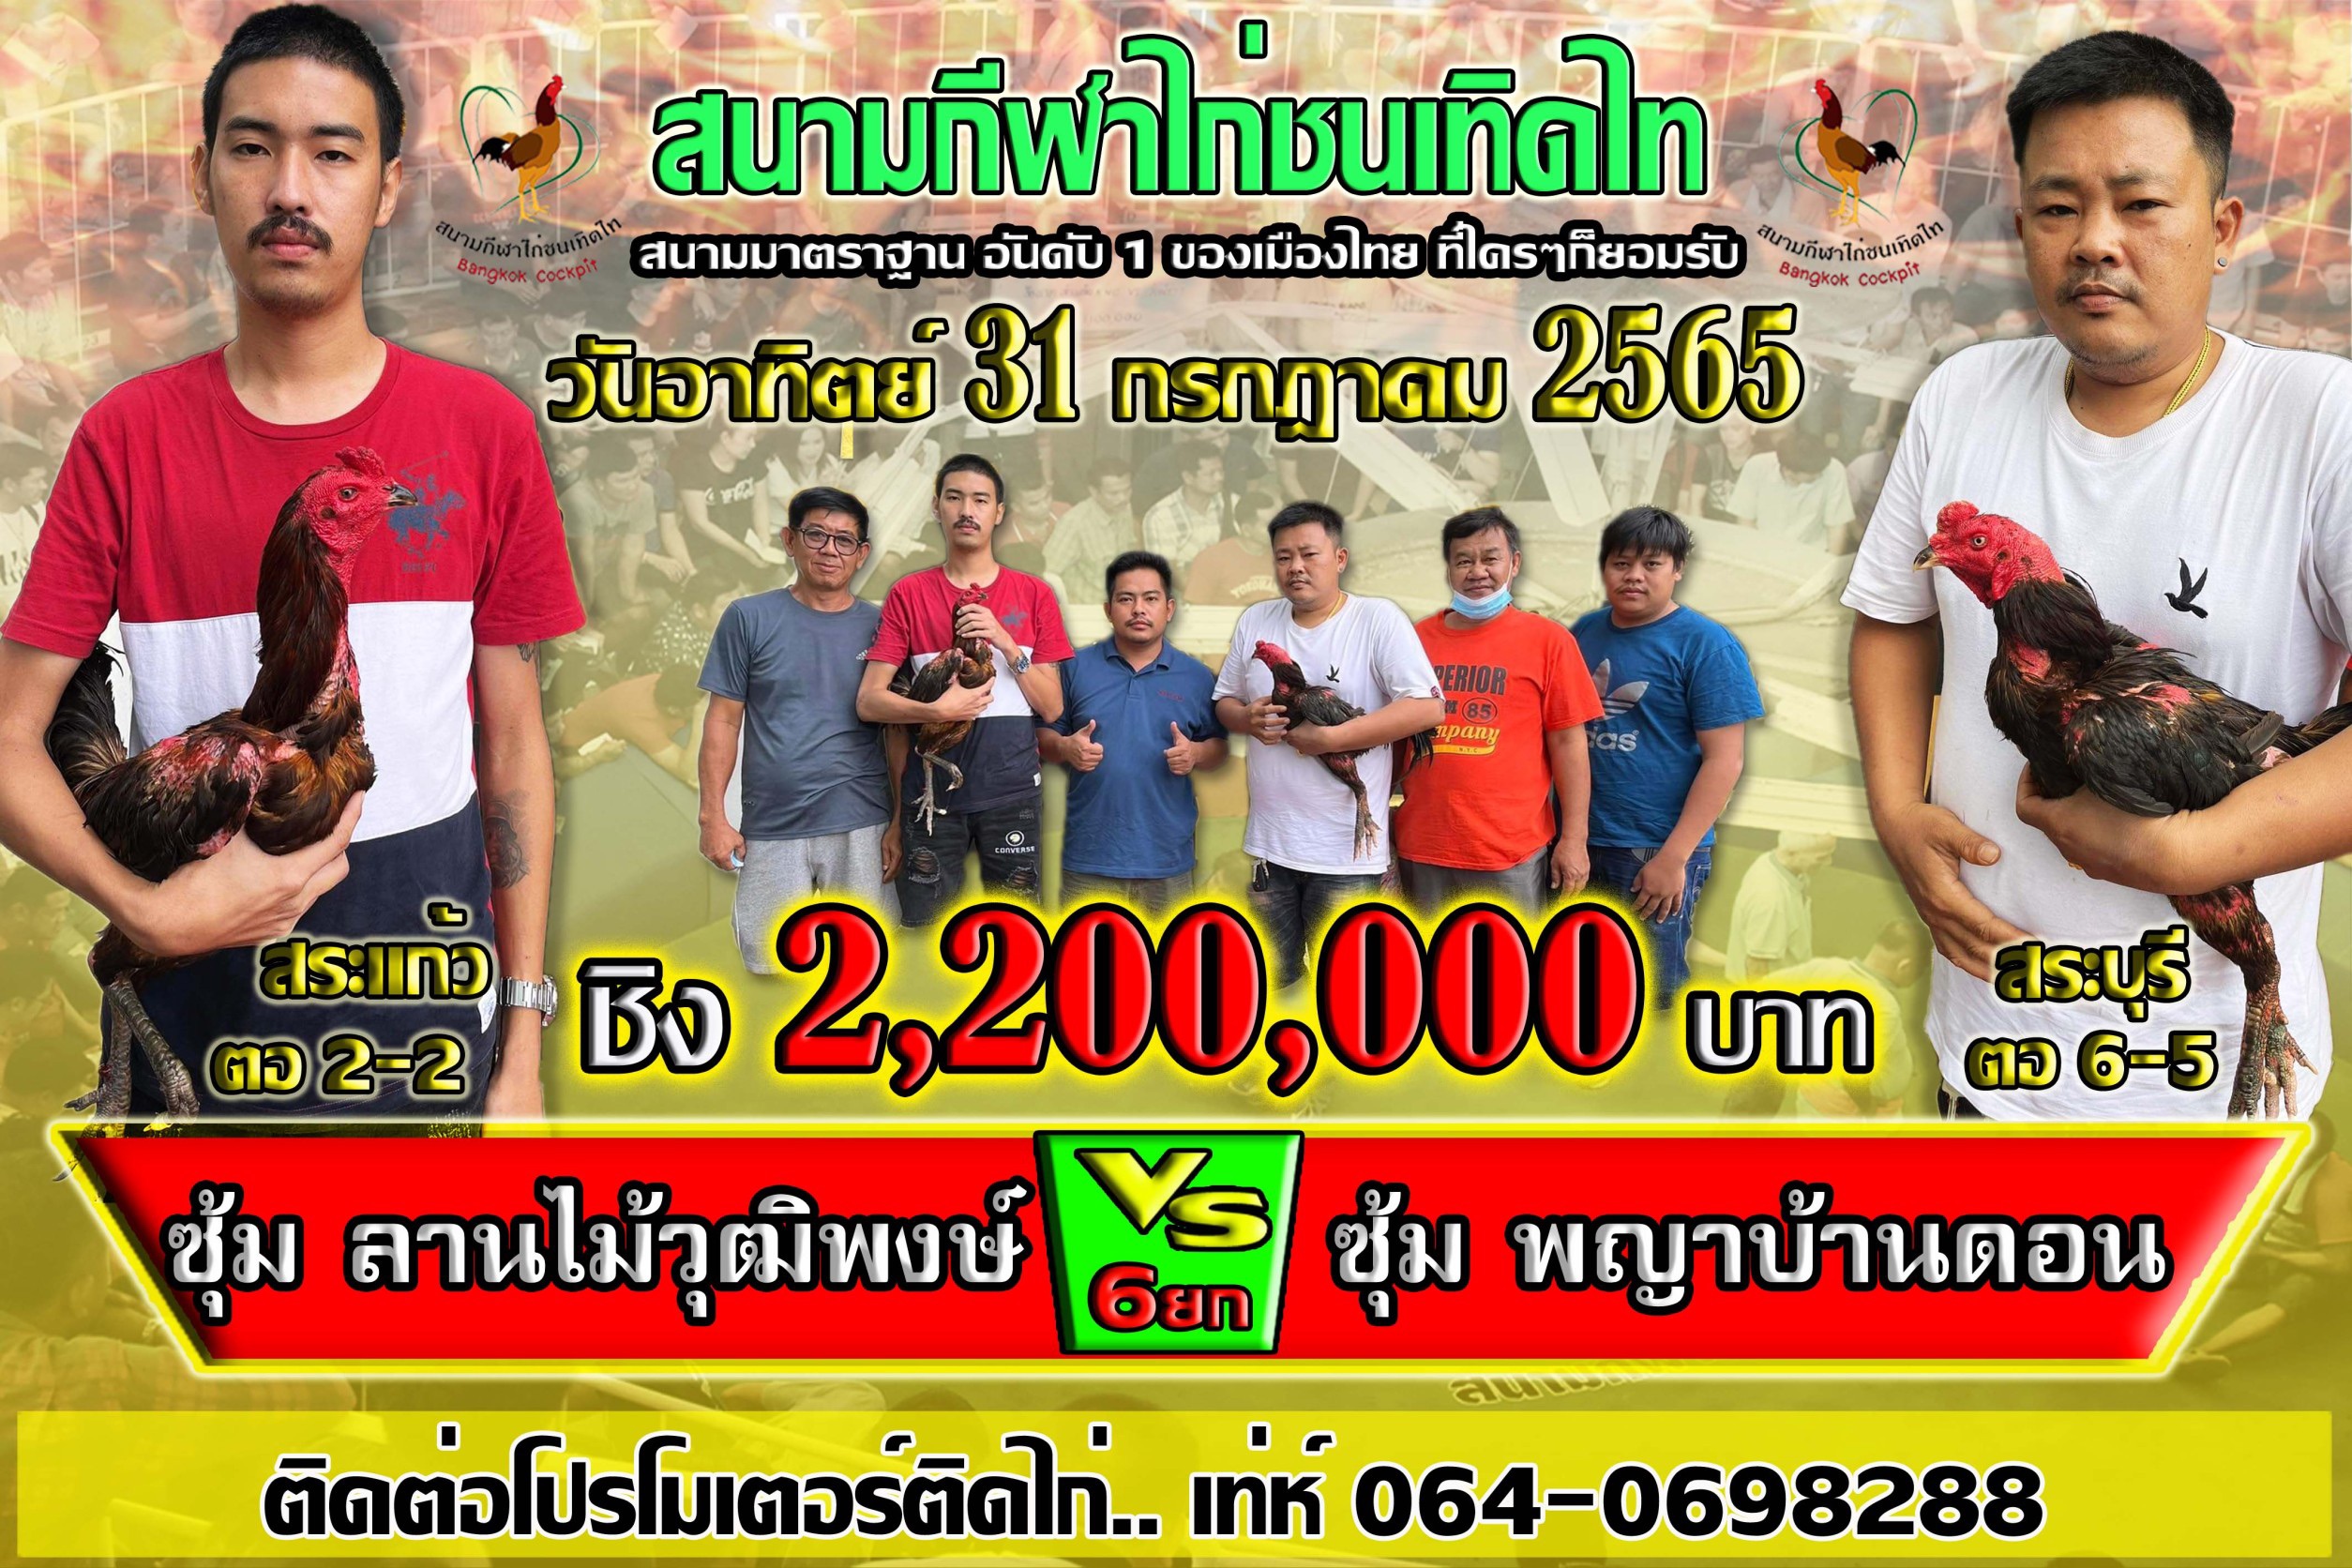 สนามกีฬาไก่ชนเทิดไท
สนามกีฬาไก่ชนเทิดไท
Bangkok Cockpit
สนามกีฬาไก่ชนเทิดไท
Bangkok Cockpit
สนามมาตราฐาน อันดับ 1 ของเมืองไทย ที่ใครๆก็ยอมรับ
วันอาทิตย์ 31 กรกฎาคม 2565
PERIOR
85
mpany
CONVERSE
ชิง 2,200,000 บาท
สระแก้ว
ตอ 2-2
สระบุรี
ตอ 6-5
ซุ้ม ลานไม้วุฒิพงษ์
VS
6ยก
ซุ้ม พญาบ้านดอน
ติดต่อโปรโมเตอร์ติดไก่.. เท่ห์ 064-0698288